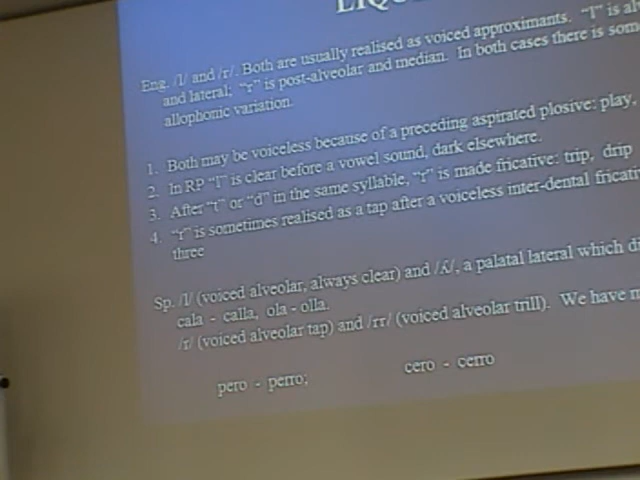 LIQU
Eng. /l/ and /r/. Both are usually realised as voiced approximants. "l" is al
and lateral; "r" is post-alveolar and median. In both cases there is som
allophonic variation.
1. Both may be voiceless because of a preceding aspirated plosive: play,
2. In RP "l" is clear before a vowel sound, dark elsewhere.
3. After "t" or "d" in the same syllable, "r" is made fricative: trip, drip
4. "r" is sometimes realised as a tap after a voiceless inter-dental fricati
three
Sp. /l/ (voiced alveolar, always clear) and /ʎ/, a palatal lateral which di
cala - calla, ola - olla.
/r/ (voiced alveolar tap) and /rr/ (voiced alveolar trill). We have m
pero - perro; cero - cerro